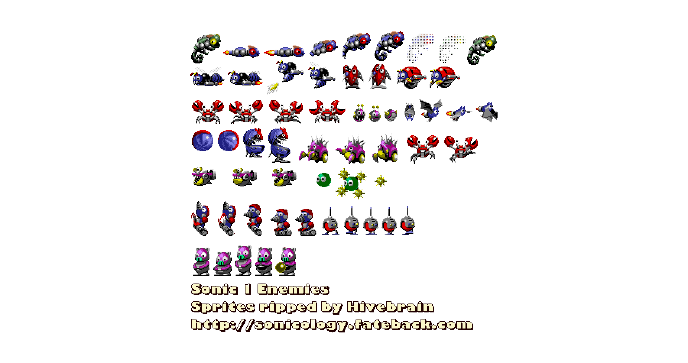 Sonic 1 Enemies
Sprites ripped by Hivebrain
http://sonicology.fateback.com